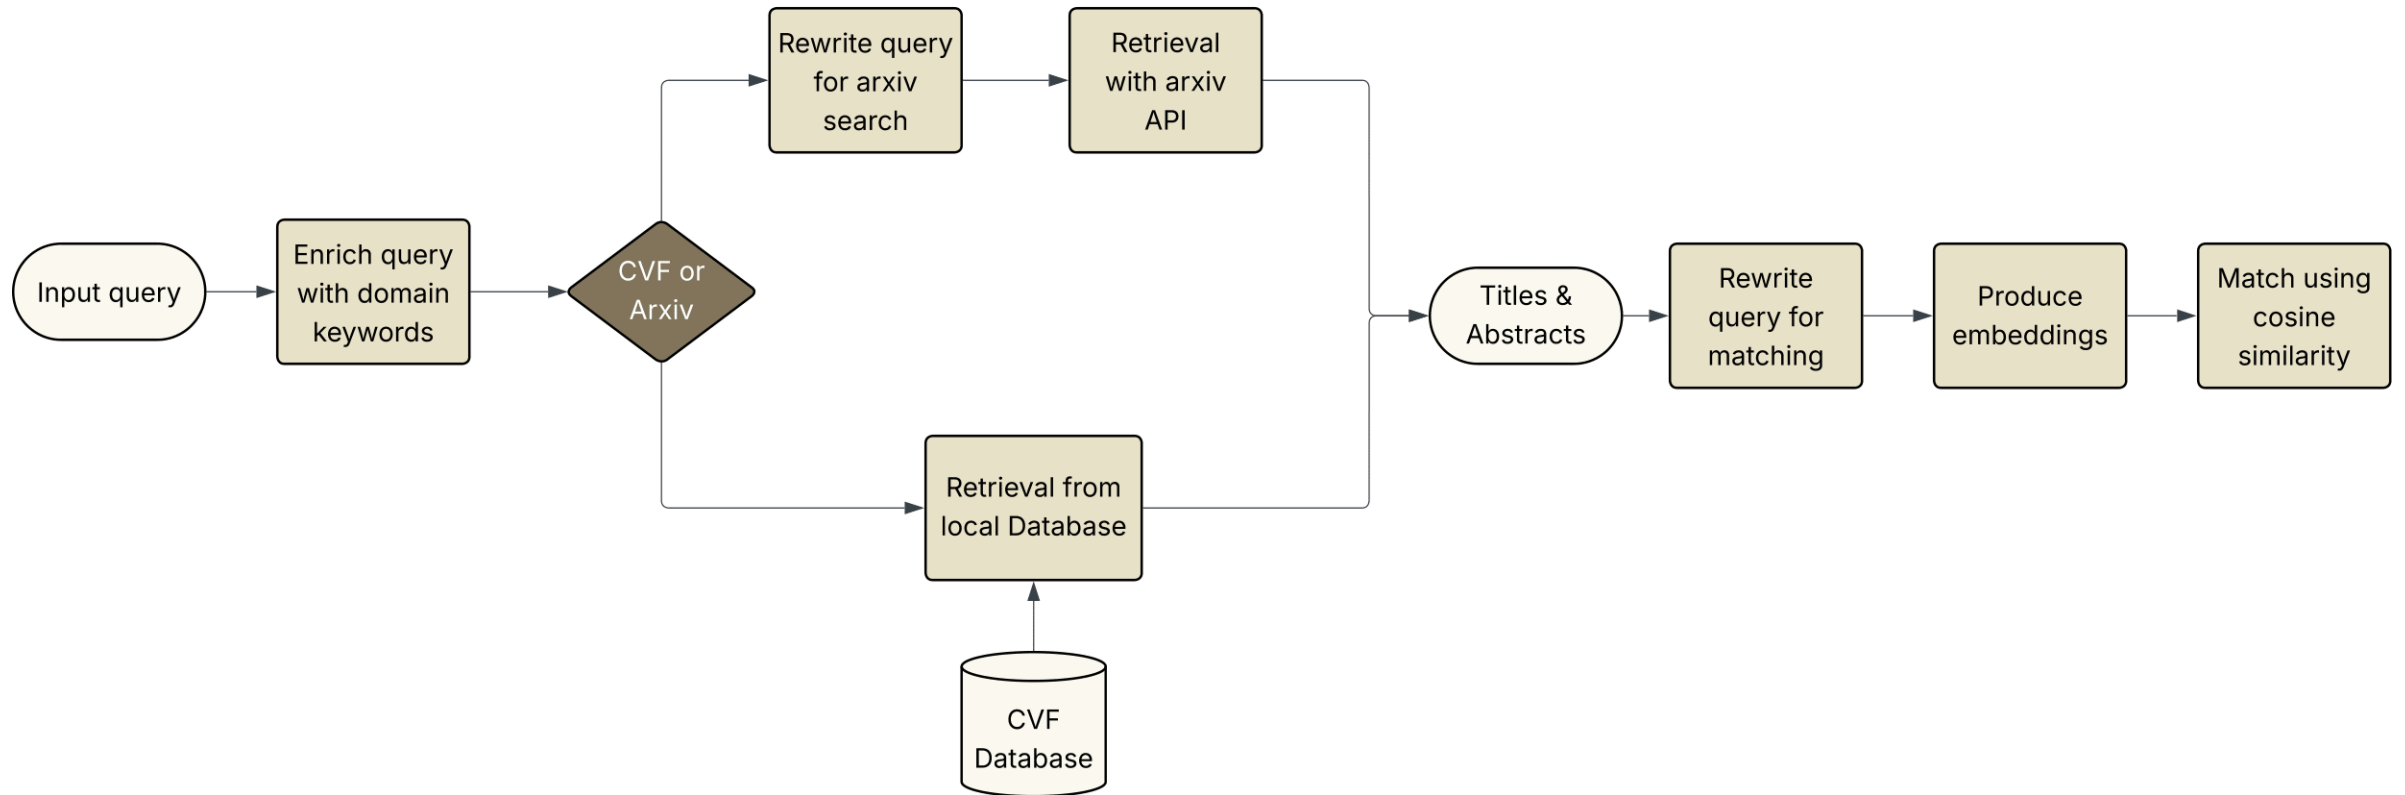 Input query
Enrich query
with domain
keywords
CVF or
Arxiv
Rewrite query
for arxiv
search
Retrieval
with arxiv
API
Retrieval from
local Database
CVF
Database
Titles &
Abstracts
Rewrite
query for
matching
Produce
embeddings
Match using
cosine
similarity